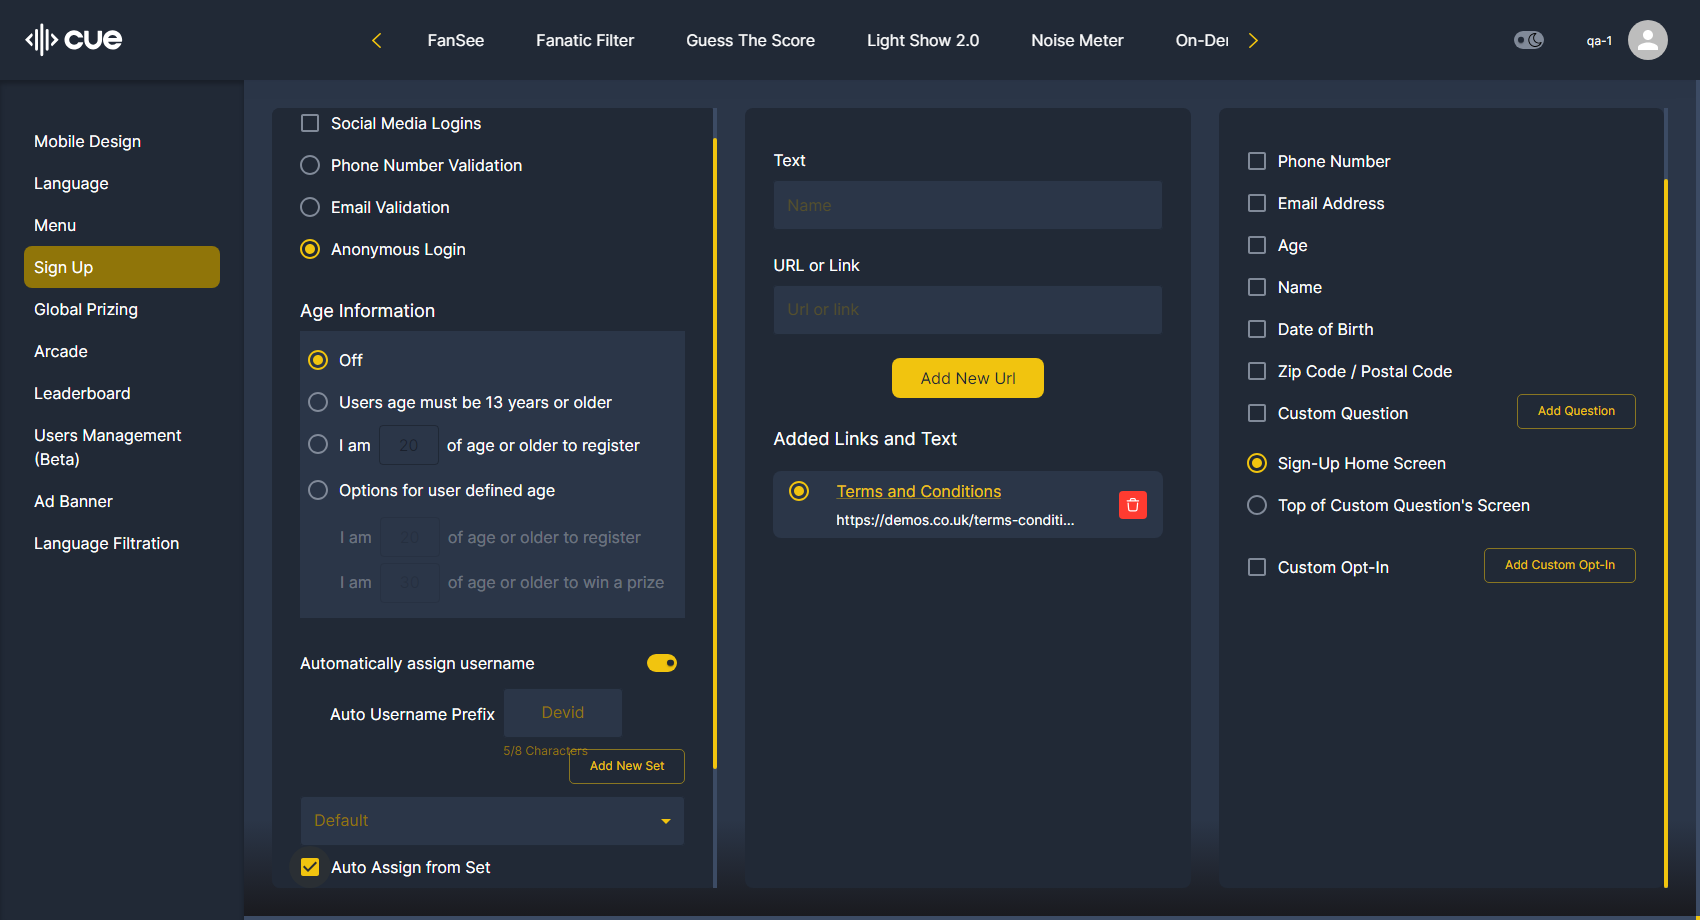 cue
FanSee
Fanatic Filter
Guess The Score
Light Show 2.0
Noise Meter
On-De
qa-1
Mobile Design
Language
Menu
Sign Up
Global Prizing
Arcade
Leaderboard
Users Management
(Beta)
Ad Banner
Language Filtration
Social Media Logins
Phone Number Validation
Email Validation
Anonymous Login
Age Information
Off
Users age must be 13 years or older
I am 20 of age or older to register
Options for user defined age
I am 20 of age or older to register
I am 30 of age or older to win a prize
Automatically assign username
Auto Username Prefix
Devid
5/8 Characters
Add New Set
Default
Auto Assign from Set
Text
Name
URL or Link
Url or link
Add New Url
Added Links and Text
Terms and Conditions
https://demos.co.uk/terms-conditi...
Phone Number
Email Address
Age
Name
Date of Birth
Zip Code / Postal Code
Custom Question
Add Question
Sign-Up Home Screen
Top of Custom Question's Screen
Custom Opt-In
Add Custom Opt-In